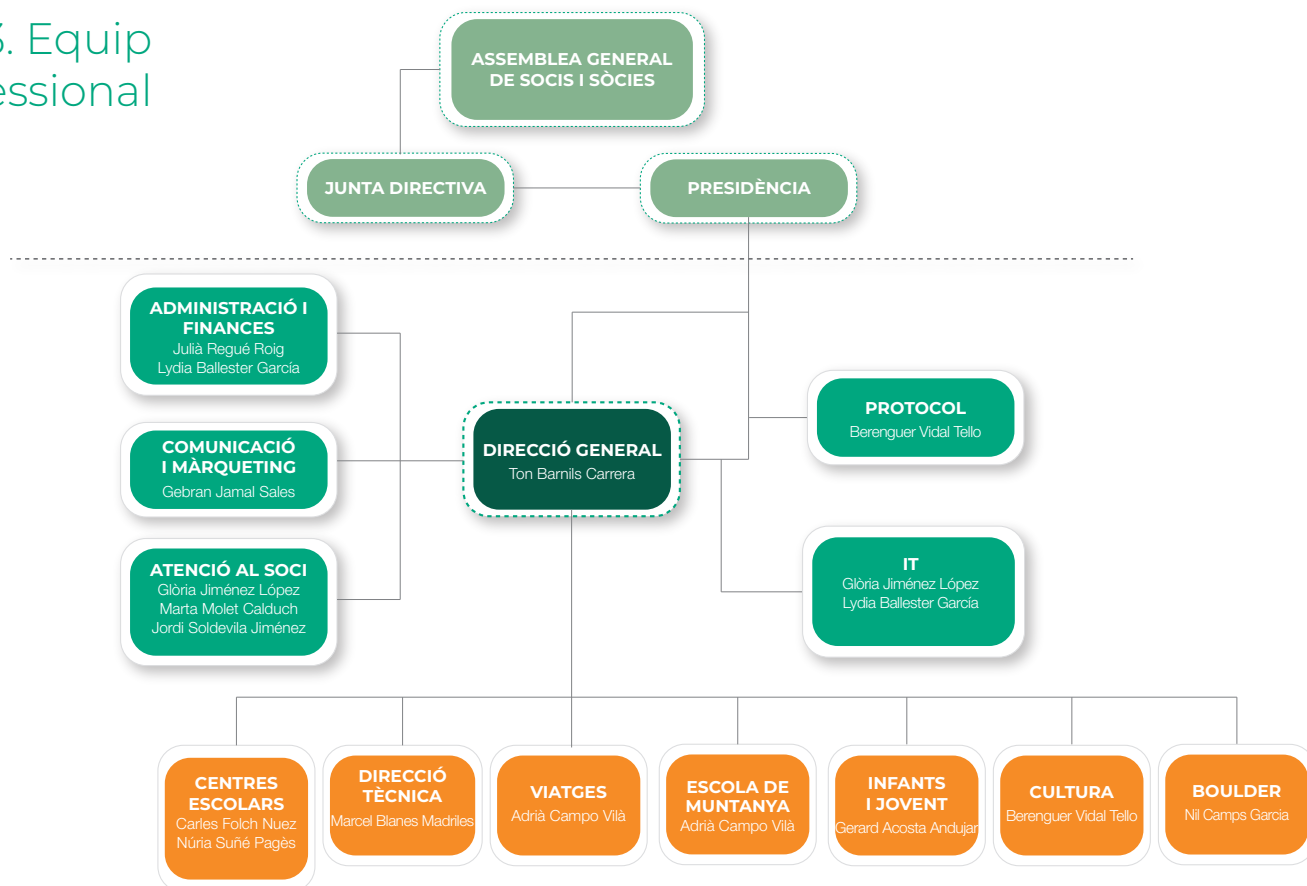 3. Equip
essional
ASSEMBLEA GENERAL
DE SOCIS I SÒCIES
JUNTA DIRECTIVA
PRESIDÈNCIA
ADMINISTRACIÓ I
FINANCES
Julià Regué Roig
Lydia Ballester García
COMUNICACIÓ
I MÀRQUETING
Gebran Jamal Sales
ATENCIÓ AL SOCI
Glòria Jiménez López
Marta Molet Calduch
Jordi Soldevila Jiménez
DIRECCIÓ GENERAL
Ton Barnils Carrera
PROTOCOL
Berenguer Vidal Tello
IT
Glòria Jiménez López
Lydia Ballester García
CENTRES
ESCOLARS
Carles Folch Nuez
Núria Suñé Pagès
DIRECCIÓ
TÈCNICA
Marcel Blanes Madriles
VIATGES
Adrià Campo Vilà
ESCOLA DE
MUNTANYA
Adrià Campo Vilà
INFANTS
I JOVENT
Gerard Acosta Andujar
CULTURA
Berenguer Vidal Tello
BOULDER
Nil Camps Garcia